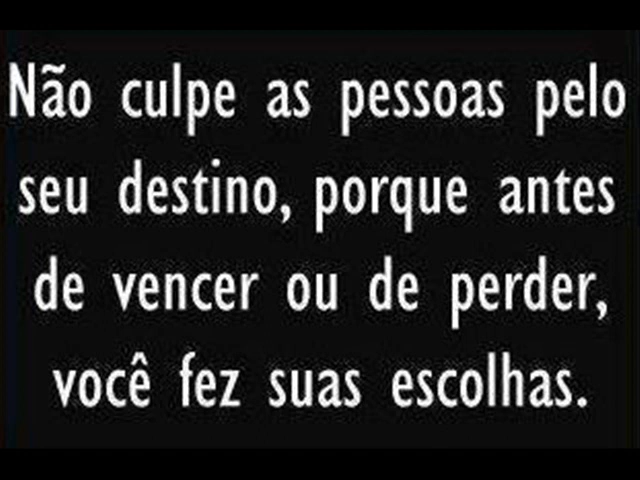 Não culpe as pessoas pelo
seu destino, porque antes
de vencer ou de perder,
você fez suas escolhas.